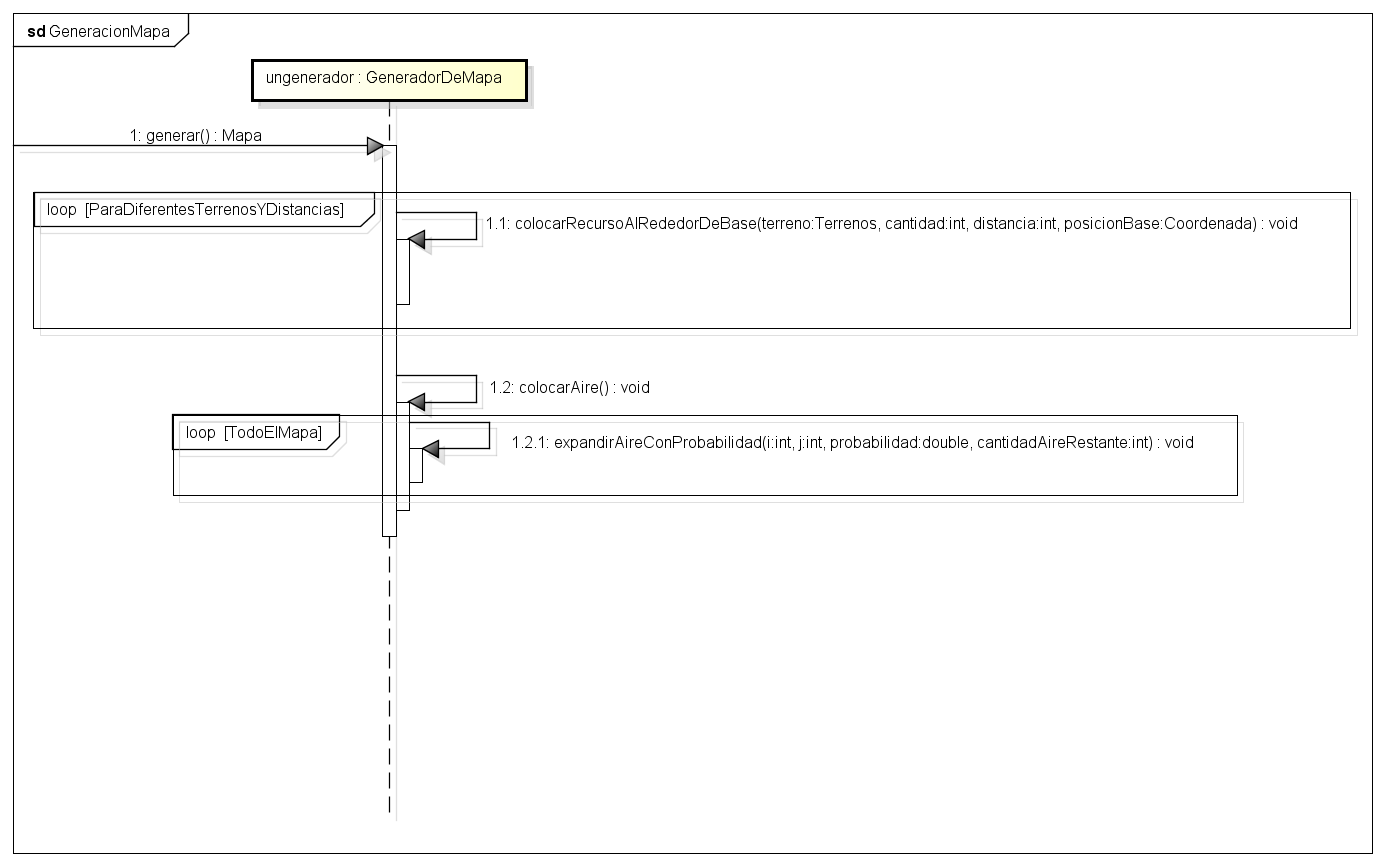 sd GeneracionMapa
ungenerador : GeneradorDeMapa
1: generar() : Mapa
loop [ParaDiferentesTerrenosYDistancias]
1.1: colocarRecursoAlRededorDeBase(terreno:Terrenos, cantidad:int, distancia:int, posicionBase:Coordenada) : void
1.2: colocarAire() : void
loop [TodoElMapa]
1.2.1: expandirAireConProbabilidad(i:int, j:int, probabilidad:double, cantidadAireRestante:int) : void